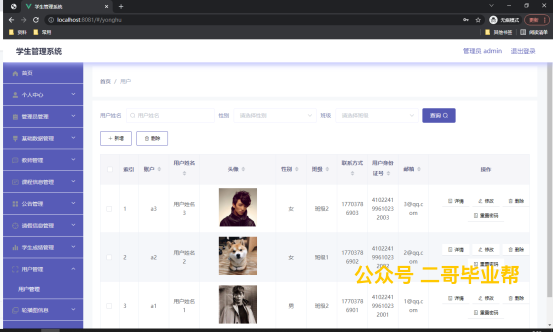 学生管理系统
localhost:8081/#/yonghu
无痕模式
更新
资料
常用
其他书签
阅读清单
学生管理系统
管理员 admin
退出登录
首页
个人中心
管理员管理
基础数据管理
教师管理
课程信息管理
公告管理
请假信息管理
学生成绩管理
用户管理
用户管理
轮播图信息
首页 / 用户
用户姓名 用户姓名 性别 请选择性别 班级 请选择班级 查询
+ 新增 删除
索引 账户 用户姓名 头像 性别 班级 联系方式 用户身份证号 邮箱 操作
1 a3 用户姓名3 女 班级2 17703786903 410224199610232003 3@qq.com 详情 修改 删除
重置密码
2 a2 用户姓名2 女 班级1 17703786902 2@qq.com 详情 修改 删除
重置密码
3 a1 用户姓名1 男 班级2 17703786901 410224199610232001 1@qq.com 详情 修改 删除
重置密码
公众号 二哥毕业帮